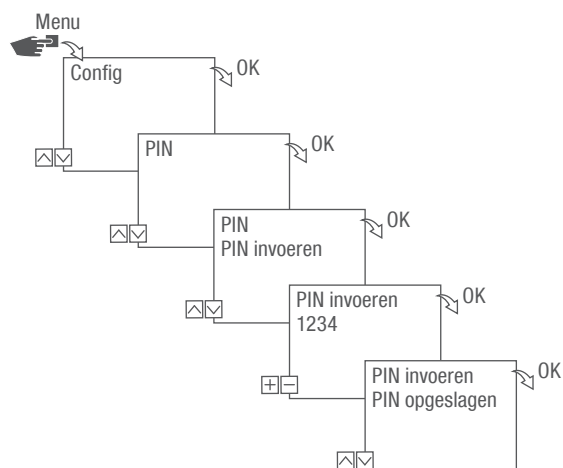 Menu
Config
OK
PIN
OK
PIN
PIN invoeren
OK
PIN invoeren
1234
OK
PIN invoeren
PIN opgeslagen
OK